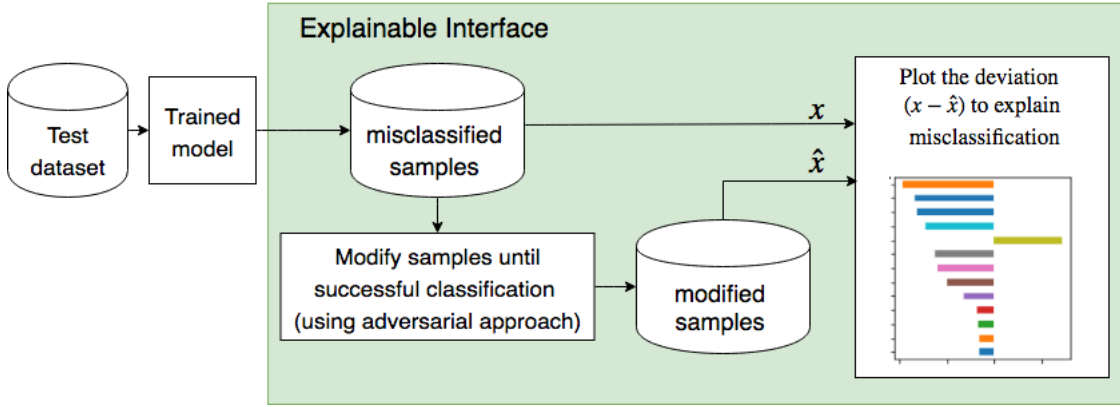 Explainable Interface
Test
dataset
Trained
model
misclassified
samples
x
x̂
Plot the deviation
(x − x̂) to explain
misclassification
Modify samples until
successful classification
(using adversarial approach)
modified
samples